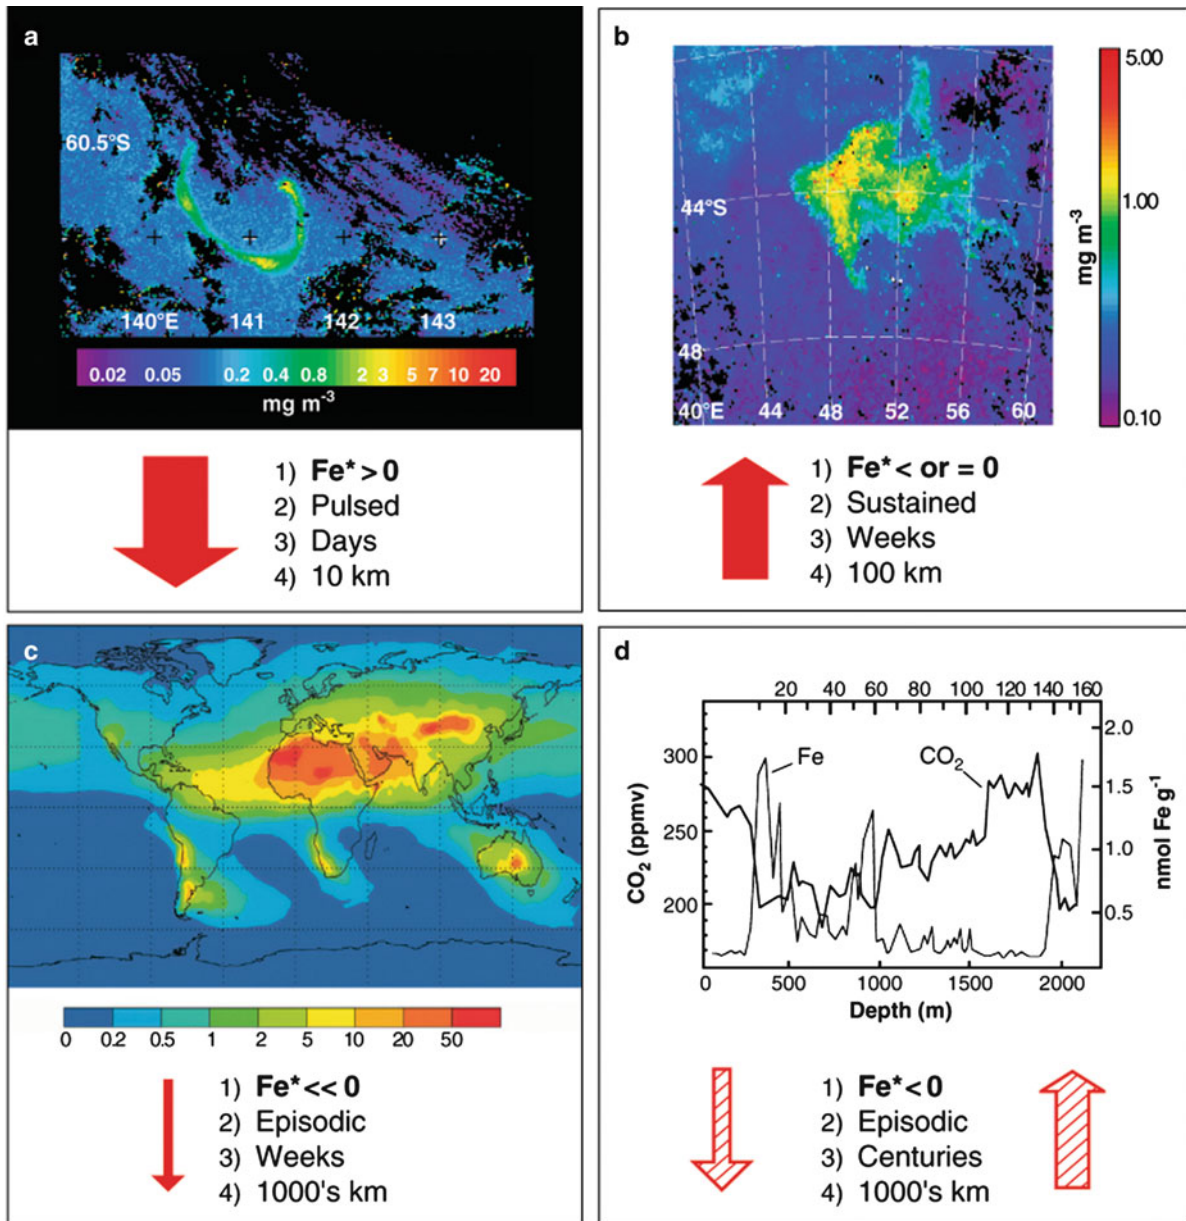 a
60.5°S
140°E 141 142 143
0.02 0.05 0.2 0.4 0.8 2 3 5 7 10 20
mg m⁻³
1) Fe* > 0
2) Pulsed
3) Days
4) 10 km
b
44°S
48
40°E 44 48 52 56 60
5.00
1.00
0.10
mg m⁻³
1) Fe* < or = 0
2) Sustained
3) Weeks
4) 100 km
c
0 0.2 0.5 1 2 5 10 20 50
1) Fe* << 0
2) Episodic
3) Weeks
4) 1000's km
d
20 40 60 80 100 120 140 160
Fe
CO₂
300
250
200
CO₂ (ppmv)
2.0
1.5
1.0
0.5
nmol Fe g⁻¹
0 500 1000 1500 2000
Depth (m)
1) Fe* < 0
2) Episodic
3) Centuries
4) 1000's km